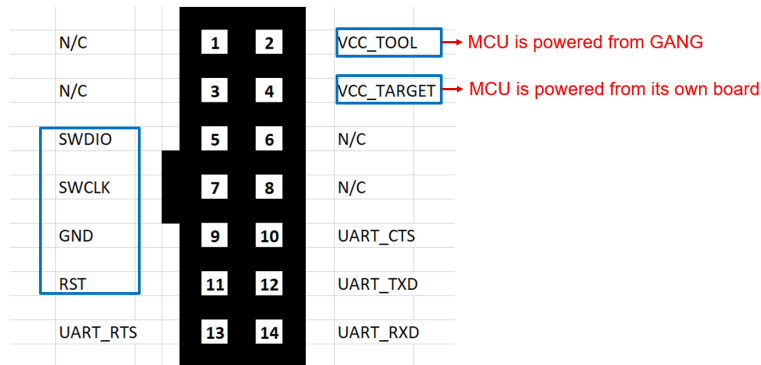 N/C 1 2 VCC_TOOL MCU is powered from GANG
N/C 3 4 VCC_TARGET MCU is powered from its own board
SWDIO 5 6 N/C
SWCLK 7 8 N/C
GND 9 10 UART_CTS
RST 11 12 UART_TXD
UART_RTS 13 14 UART_RXD